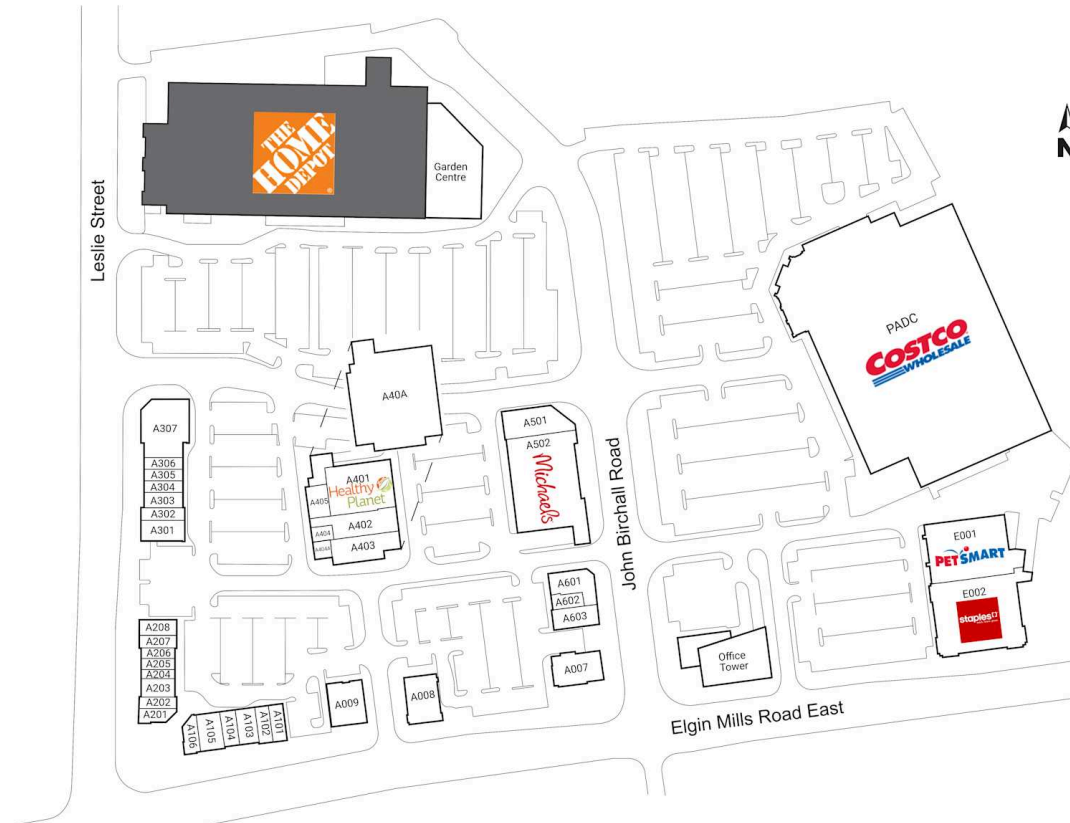 THE
HOME
DEPOT
Garden
Centre
N
Leslie Street
PADC
COSTCO
WHOLESALE
A40A
A307
A306
A305
A304
A303
A302
A301
A401
Healthy
Planet
A405
A402
A404
A403
A501
A502
Michaels
John Birchall Road
E001
PETSMART
E002
staples
A601
A602
A603
A007
Office
Tower
A208
A207
A206
A205
A204
A203
A202
A201
A106
A105
A104
A103
A102
A101
A009
A008
Elgin Mills Road East